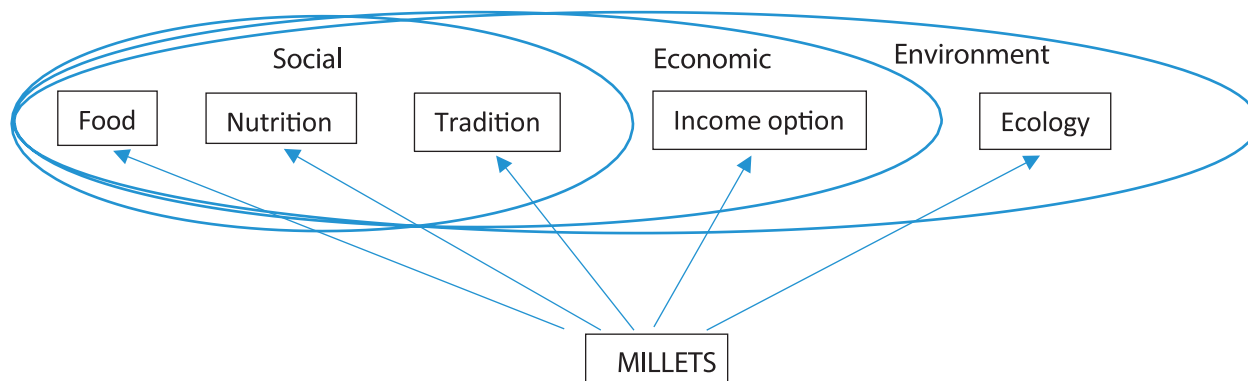 Social
Economic
Environment
Food
Nutrition
Tradition
Income option
Ecology
MILLETS